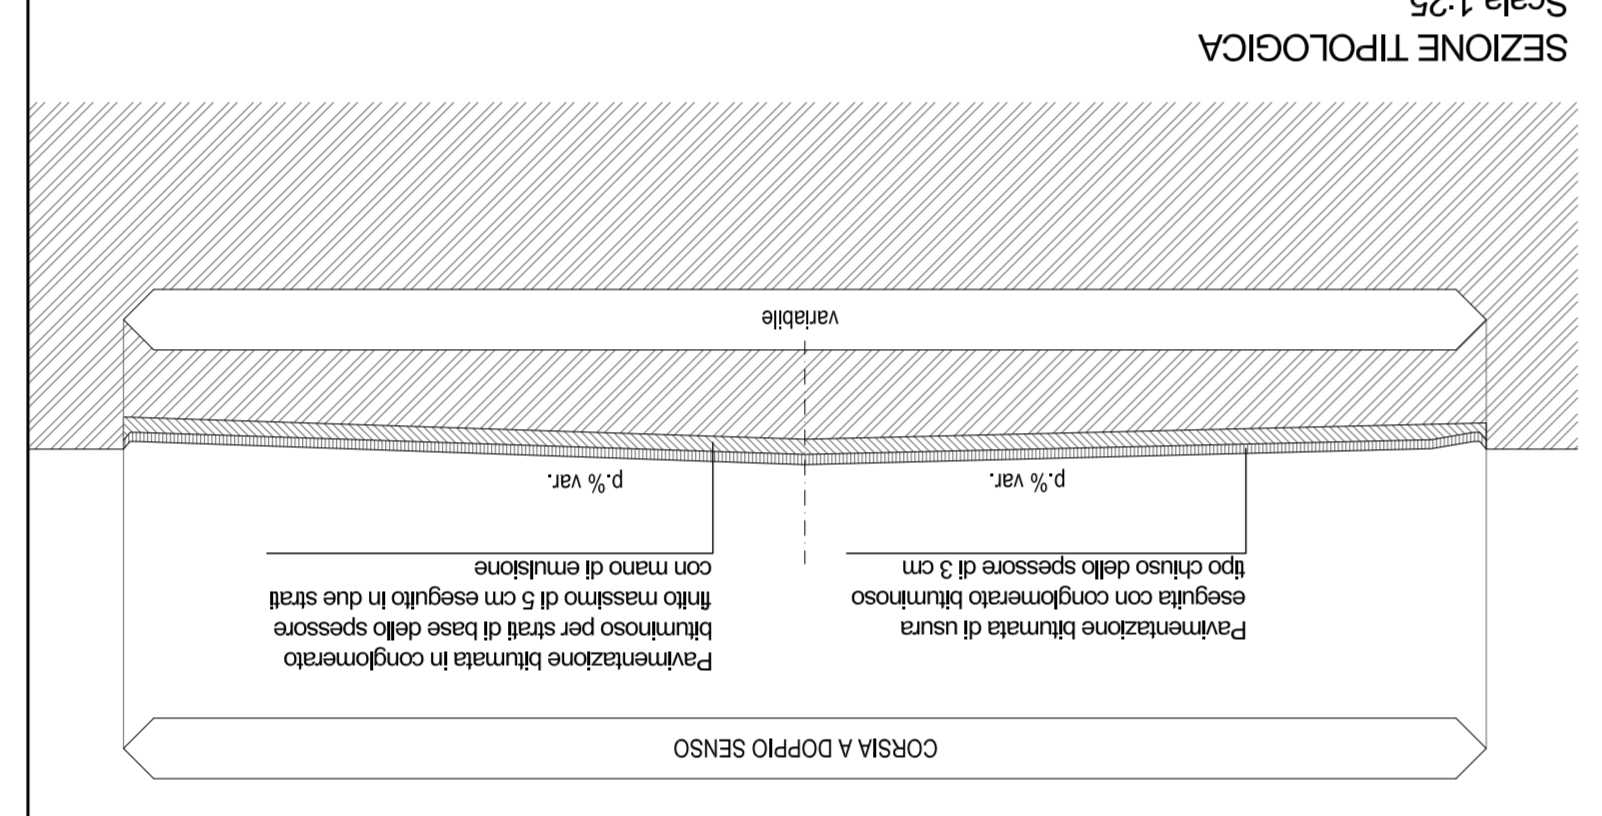 CORSIA A DOPPIO SENSO
Pavimentazione bitumata di usura
eseguita con conglomerato bituminoso
tipo chiuso dello spessore di 3 cm
Pavimentazione bitumata in conglomerato
bituminoso per strati di base dello spessore
finito massimo di 5 cm eseguito in due strati
con mano di emulsione
p.% var.
p.% var.
variabile
SEZIONE TIPOLOGICA
Scala 1:25